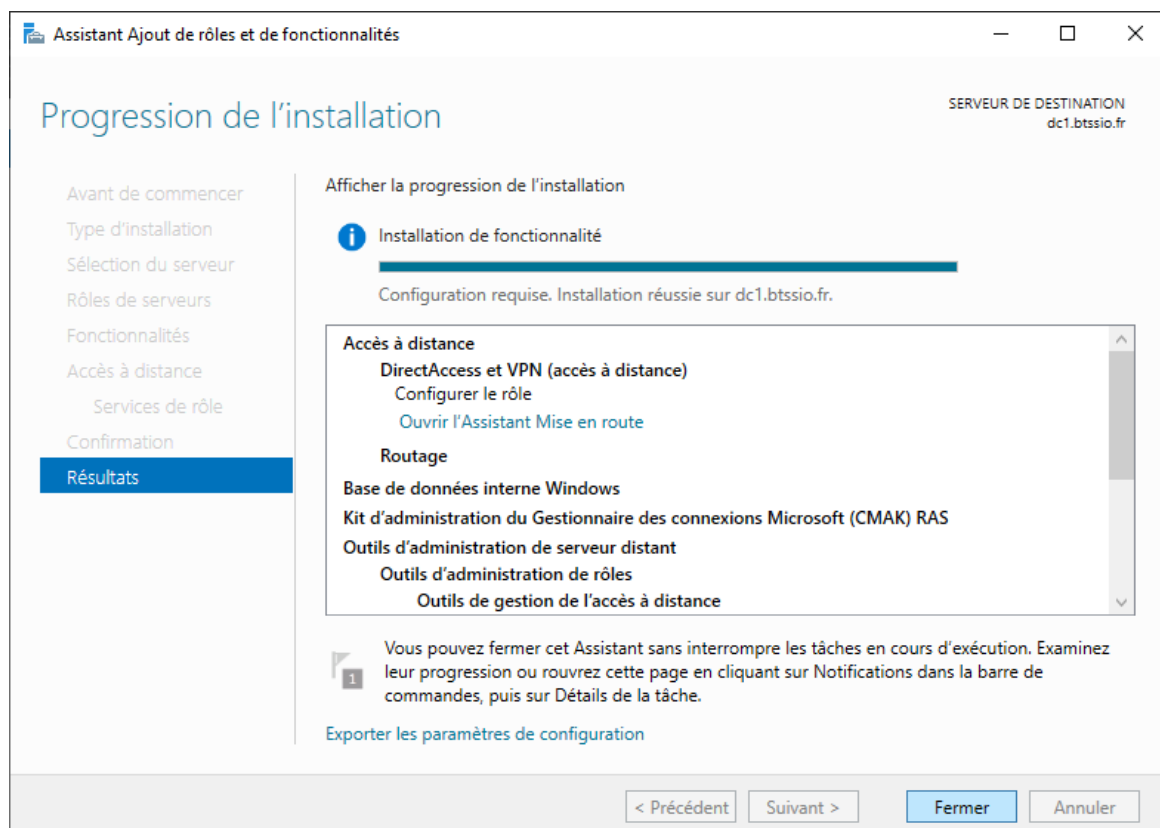 Assistant Ajout de rôles et de fonctionnalités
Progression de l'installation
SERVEUR DE DESTINATION
dc1.btssio.fr
Avant de commencer
Type d'installation
Sélection du serveur
Rôles de serveurs
Fonctionnalités
Accès à distance
Services de rôle
Confirmation
Résultats
Afficher la progression de l'installation
Installation de fonctionnalité
Configuration requise. Installation réussie sur dc1.btssio.fr.
Accès à distance
DirectAccess et VPN (accès à distance)
Configurer le rôle
Ouvrir l'Assistant Mise en route
Routage
Base de données interne Windows
Kit d'administration du Gestionnaire des connexions Microsoft (CMAK) RAS
Outils d'administration de serveur distant
Outils d'administration de rôles
Outils de gestion de l'accès à distance
1
Vous pouvez fermer cet Assistant sans interrompre les tâches en cours d'exécution. Examinez
leur progression ou rouvrez cette page en cliquant sur Notifications dans la barre de
commandes, puis sur Détails de la tâche.
Exporter les paramètres de configuration
< Précédent
Suivant >
Fermer
Annuler